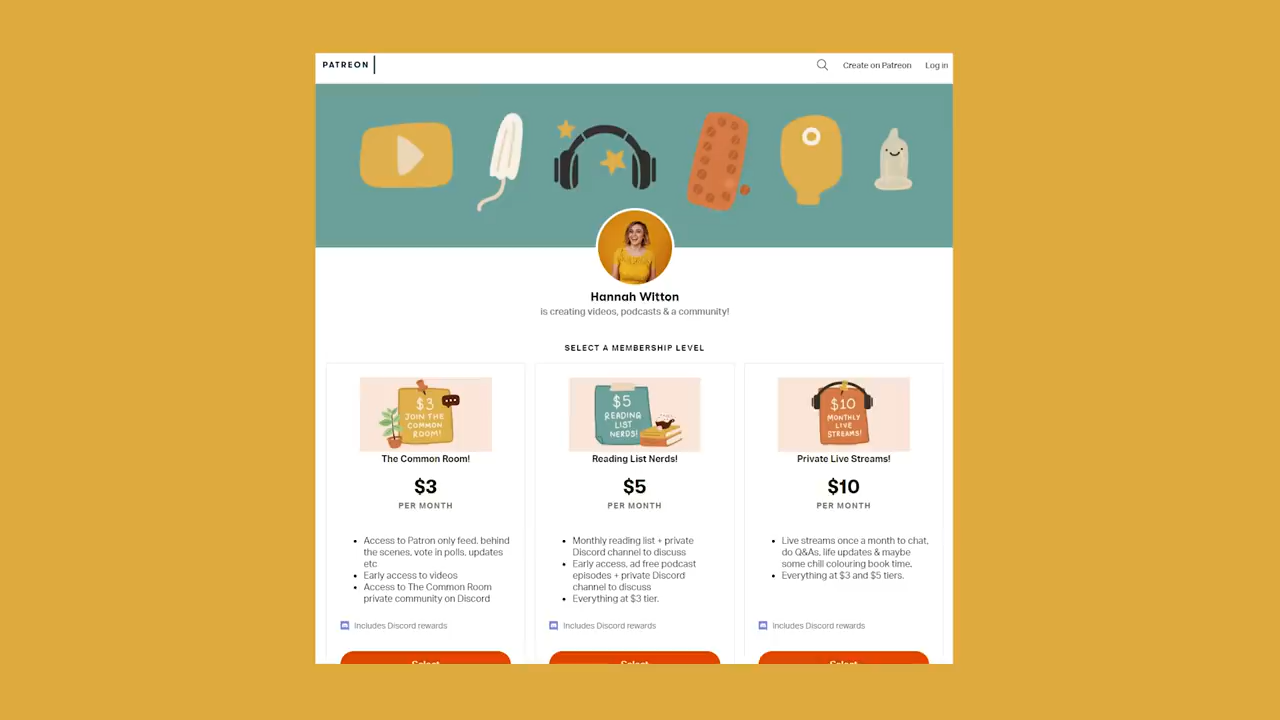 PATREON
Create on Patreon
Log in
Hannah Witton
is creating videos, podcasts & a community!
SELECT A MEMBERSHIP LEVEL
$3
JOIN THE
COMMON
ROOM!
The Common Room!
$3
PER MONTH
Access to Patron only feed, behind
the scenes, vote in polls, updates
etc
Early access to videos
Access to The Common Room
private community on Discord
Includes Discord rewards
Select
$5
READING
LIST
NERDS!
Reading List Nerds!
$5
PER MONTH
Monthly reading list + private
Discord channel to discuss
Early access, ad free podcast
episodes + private Discord
channel to discuss
Everything at $3 tier.
Includes Discord rewards
Select
$10
MONTHLY
LIVE
STREAMS!
Private Live Streams!
$10
PER MONTH
Live streams once a month to chat,
do Q&As, life updates & maybe
some chill colouring book time.
Everything at $3 and $5 tiers.
Includes Discord rewards
Select